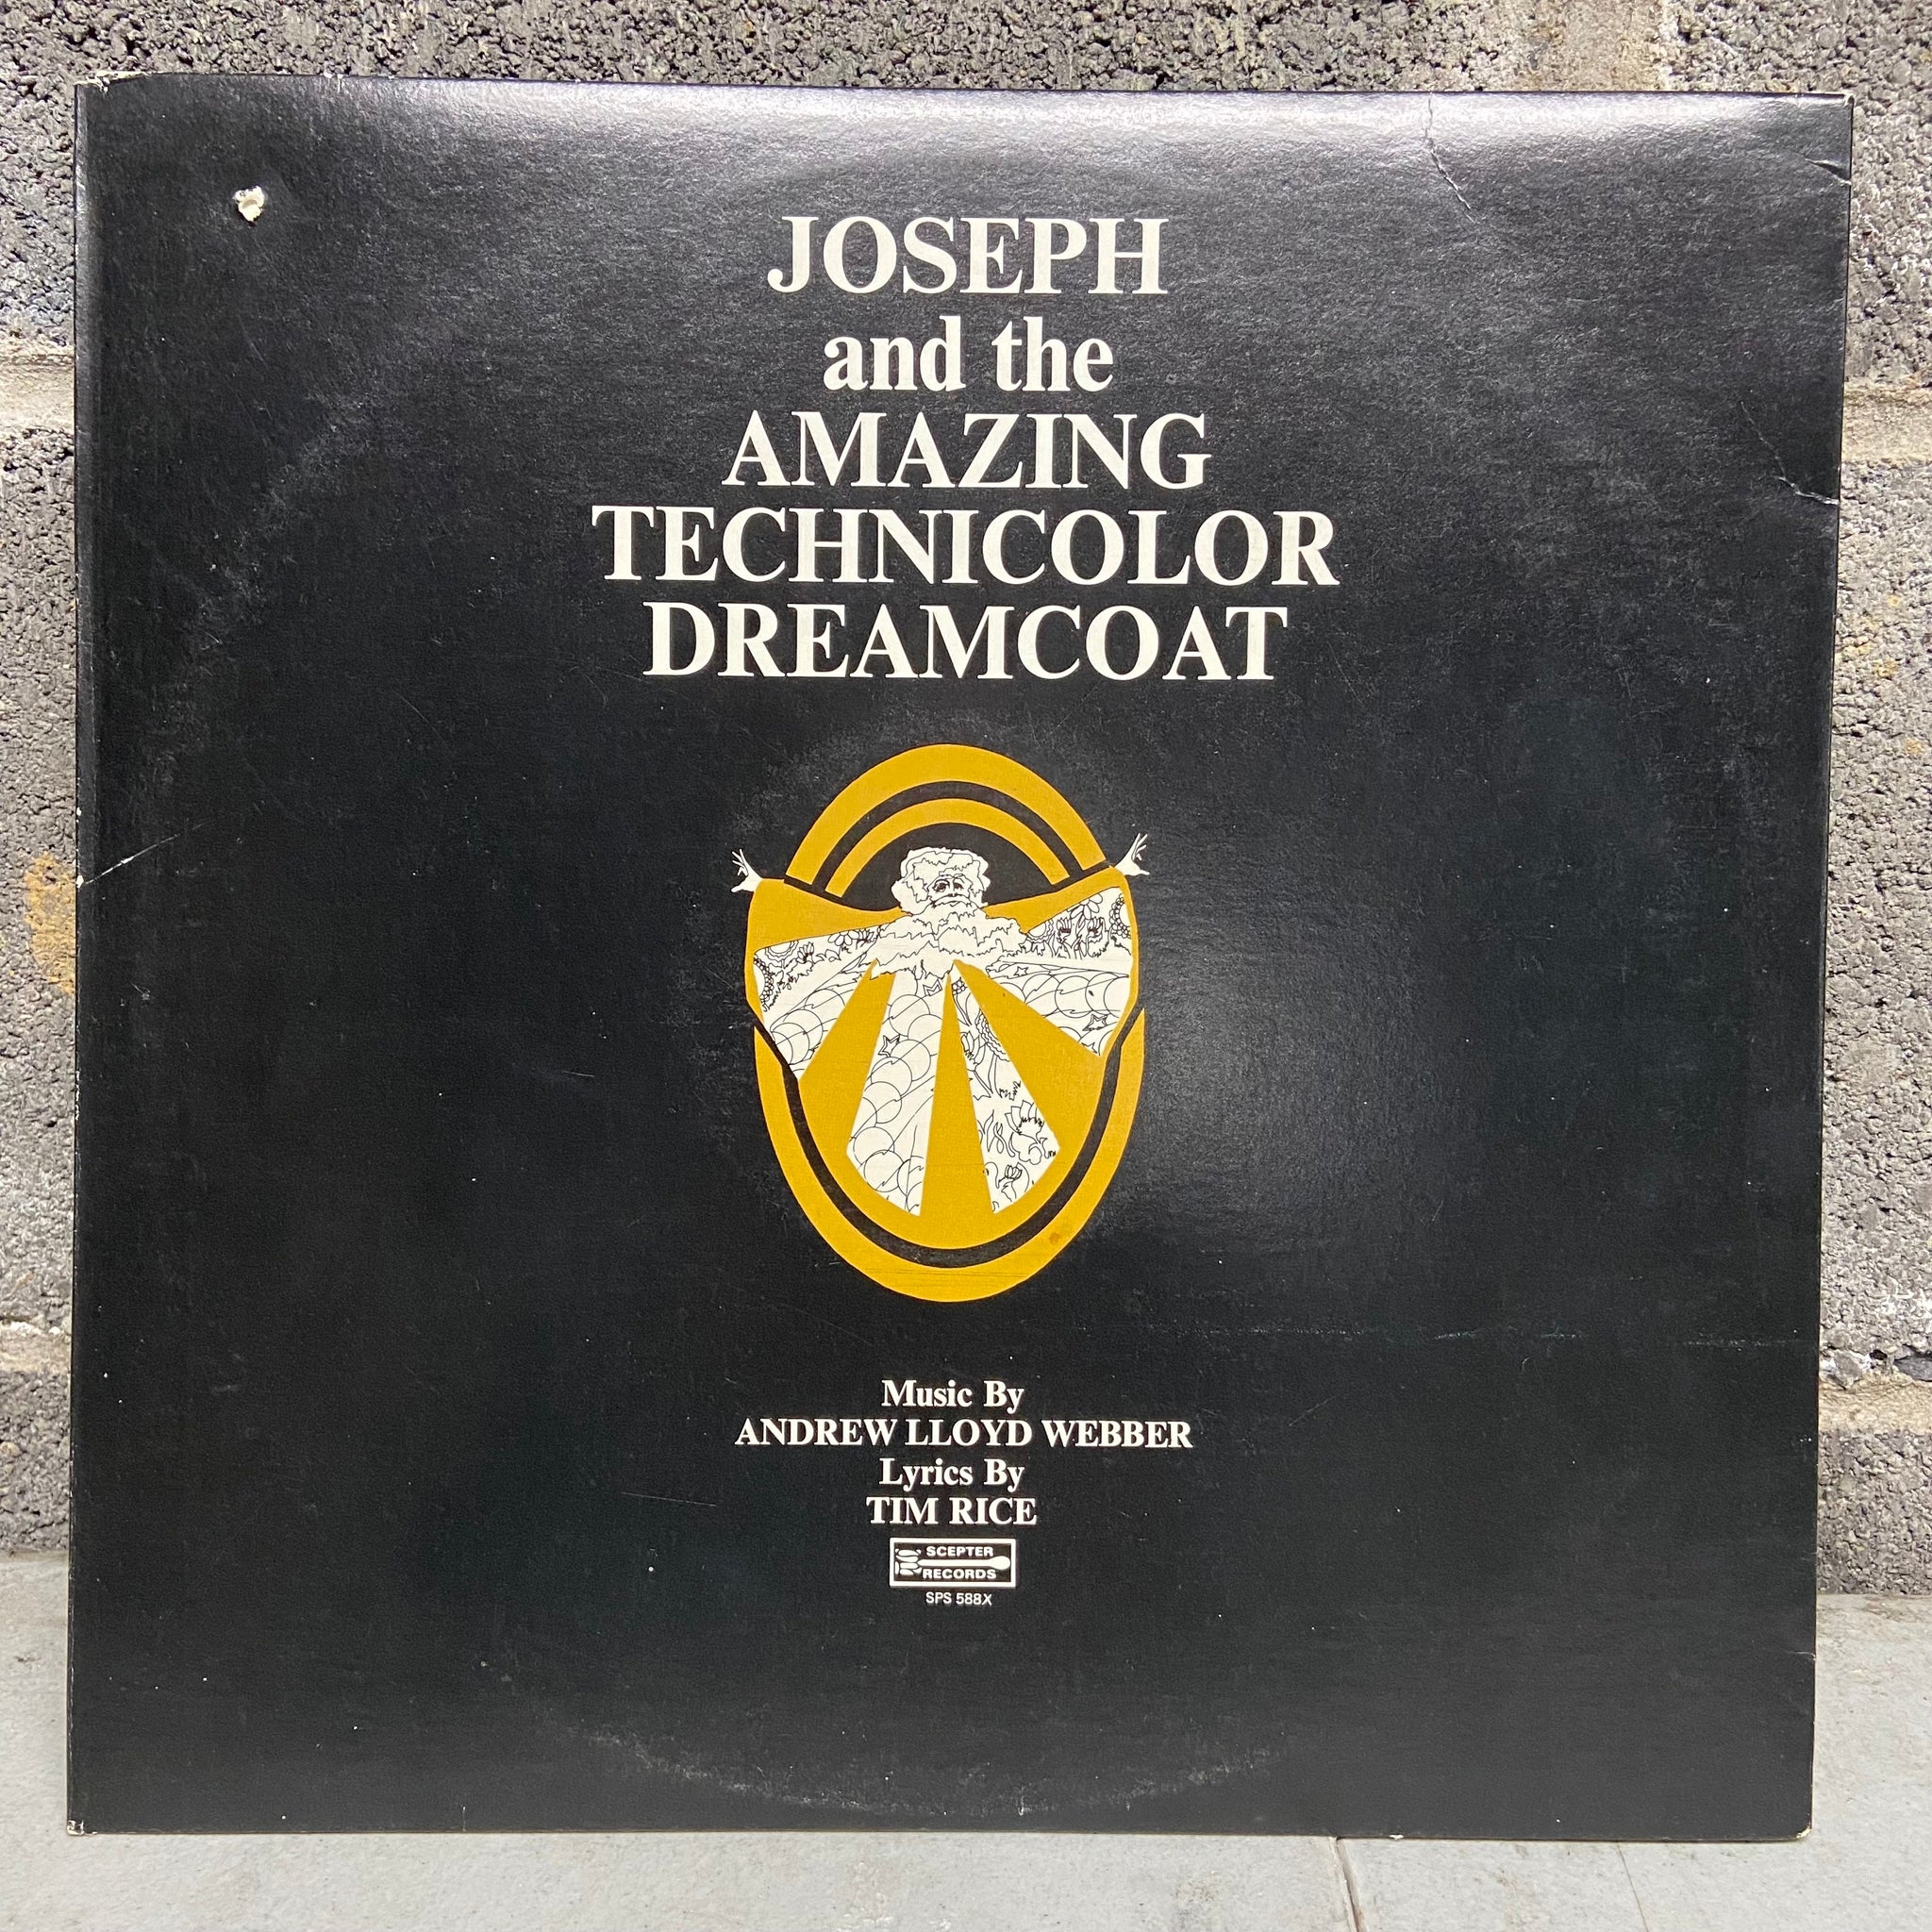 JOSEPH
and the
AMAZING
TECHNICOLOR
DREAMCOAT
Music By
ANDREW LLOYD WEBBER
Lyrics By
TIM RICE
SCEPTER
RECORDS
SPS 588X